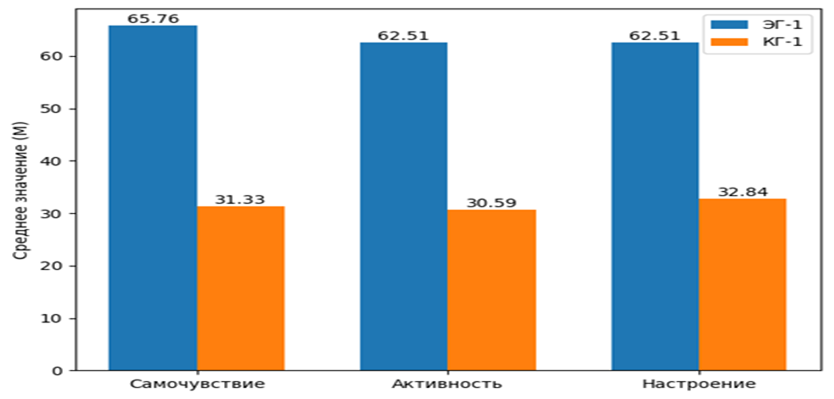 65.76
62.51
62.51
ЭГ-1
КГ-1
31.33
30.59
32.84
Среднее значение (М)
60
50
40
30
20
10
0
Самочувствие
Активность
Настроение